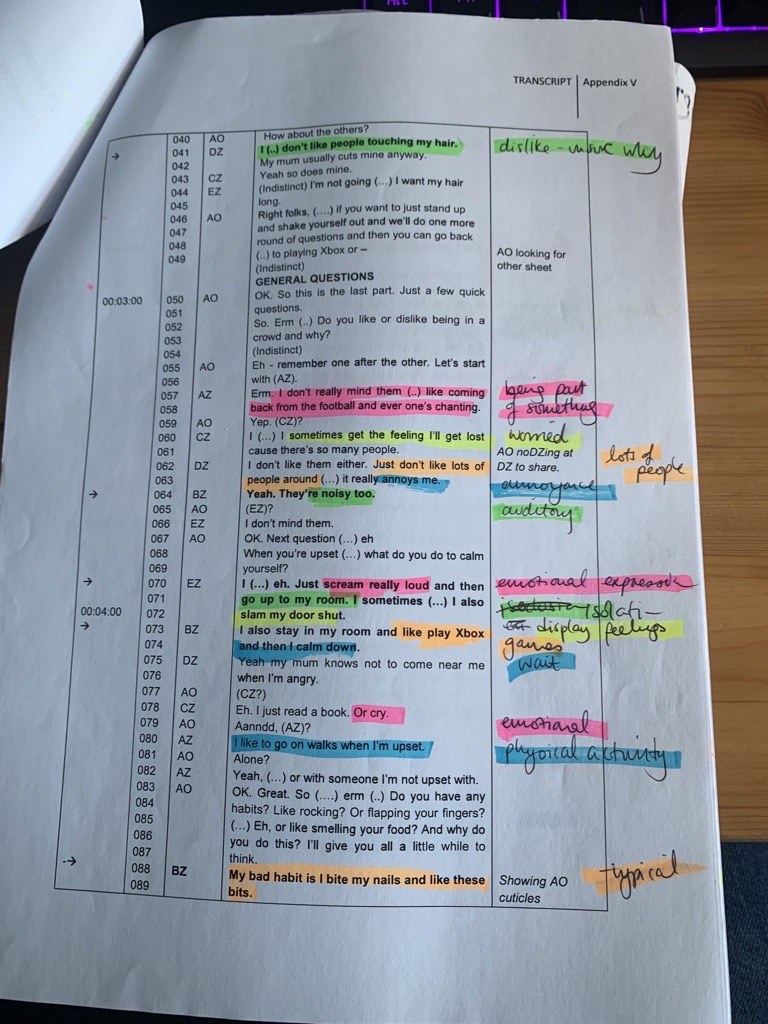 TRANSCRIPT | Appendix V
040 AO How about the others?
→ 041 DZ I (..) don't like people touching my hair. dislike - unsure why
042 My mum usually cuts mine anyway.
043 CZ Yeah so does mine.
044 EZ (Indistinct) I'm not going (...) I want my hair
045 long.
046 AO Right folks, (....) if you want to just stand up
047 and shake yourself out and we'll do one more
048 round of questions and then you can go back
049 (..) to playing Xbox or – AO looking for
(Indistinct) other sheet
GENERAL QUESTIONS
00:03:00 050 AO OK. So this is the last part. Just a few quick
051 questions.
052 So. Erm (..) Do you like or dislike being in a
053 crowd and why?
054 (Indistinct)
055 AO Eh - remember one after the other. Let's start
056 with (AZ).
057 AZ Erm. I don't really mind them (..) like coming being part
058 back from the football and ever one's chanting. of something
059 AO Yep. (CZ)?
060 CZ I (...) I sometimes get the feeling I'll get lost worried
061 cause there's so many people. AO noDZing at
062 DZ I don't like them either. Just don't like lots of DZ to share. lots of
063 people around (...) it really annoys me. annoyance people
→ 064 BZ Yeah. They're noisy too.
065 AO (EZ)? auditory
066 EZ I don't mind them.
067 AO OK. Next question (...) eh
068 When you're upset (...) what do you do to calm
069 yourself?
→ 070 EZ I (...) eh. Just scream really loud and then emotional expression
071 go up to my room. I sometimes (...) I also isolati-
00:04:00 072 slam my door shut. display feelings
→ 073 BZ I also stay in my room and like play Xbox games
074 and then I calm down. wait
075 DZ Yeah my mum knows not to come near me
076 when I'm angry.
077 AO (CZ?)
078 CZ Eh. I just read a book. Or cry. emotional
079 AO Aanndd, (AZ)?
080 AZ I like to go on walks when I'm upset. physical activity
081 AO Alone?
082 AZ Yeah, (...) or with someone I'm not upset with.
083 AO OK. Great. So (....) erm (..) Do you have any
084 habits? Like rocking? Or flapping your fingers?
085 (...) Eh, or like smelling your food? And why do
086 you do this? I'll give you all a little while to
087 think.
→ 088 BZ My bad habit is I bite my nails and like these Showing AO typical
089 bits. cuticles